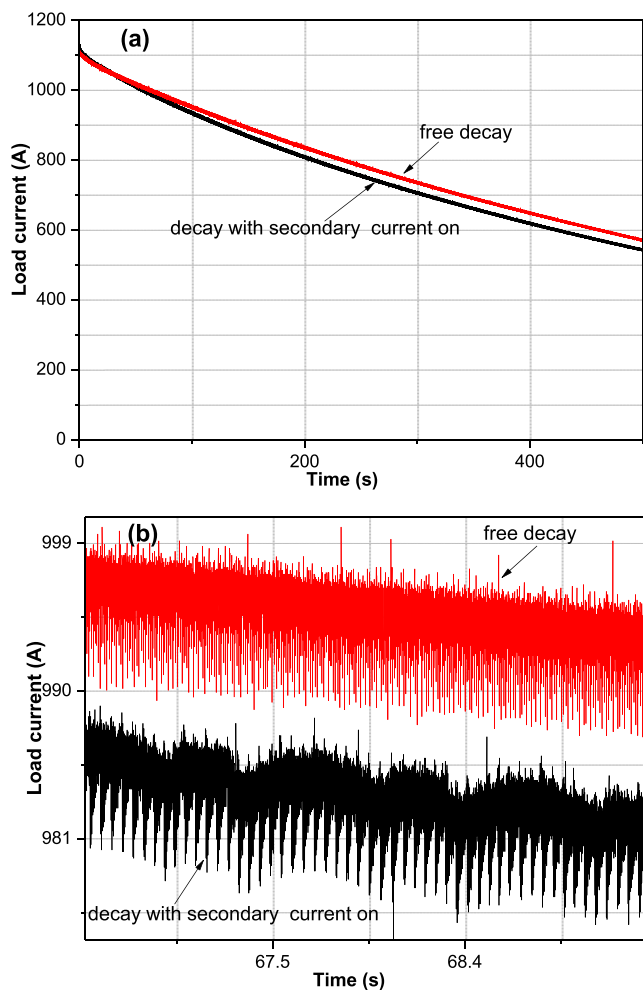 (a)
1200
1000
800
600
400
200
0
Load current (A)
free decay
decay with secondary current on
0
200
400
Time (s)
(b)
999
990
981
Load current (A)
free decay
decay with secondary current on
67.5
68.4
Time (s)